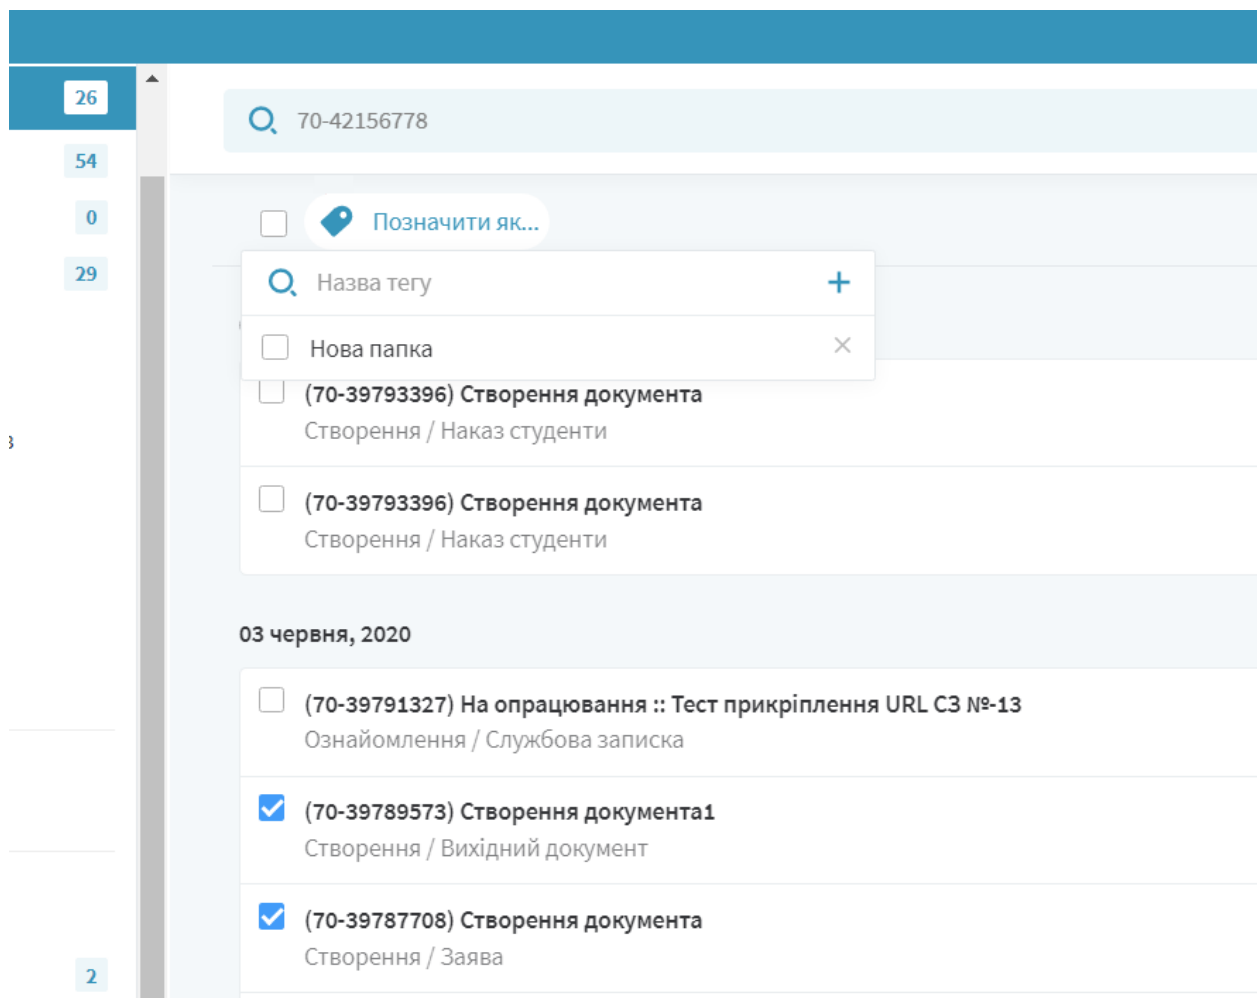 26
54
0
29
2
70-42156778
Позначити як...
Назва тегу
Нова папка
(70-39793396) Створення документа
Створення / Наказ студенти
(70-39793396) Створення документа
Створення / Наказ студенти
03 червня, 2020
(70-39791327) На опрацювання :: Тест прикріплення URL СЗ №-13
Ознайомлення / Службова записка
(70-39789573) Створення документа1
Створення / Вихідний документ
(70-39787708) Створення документа
Створення / Заява